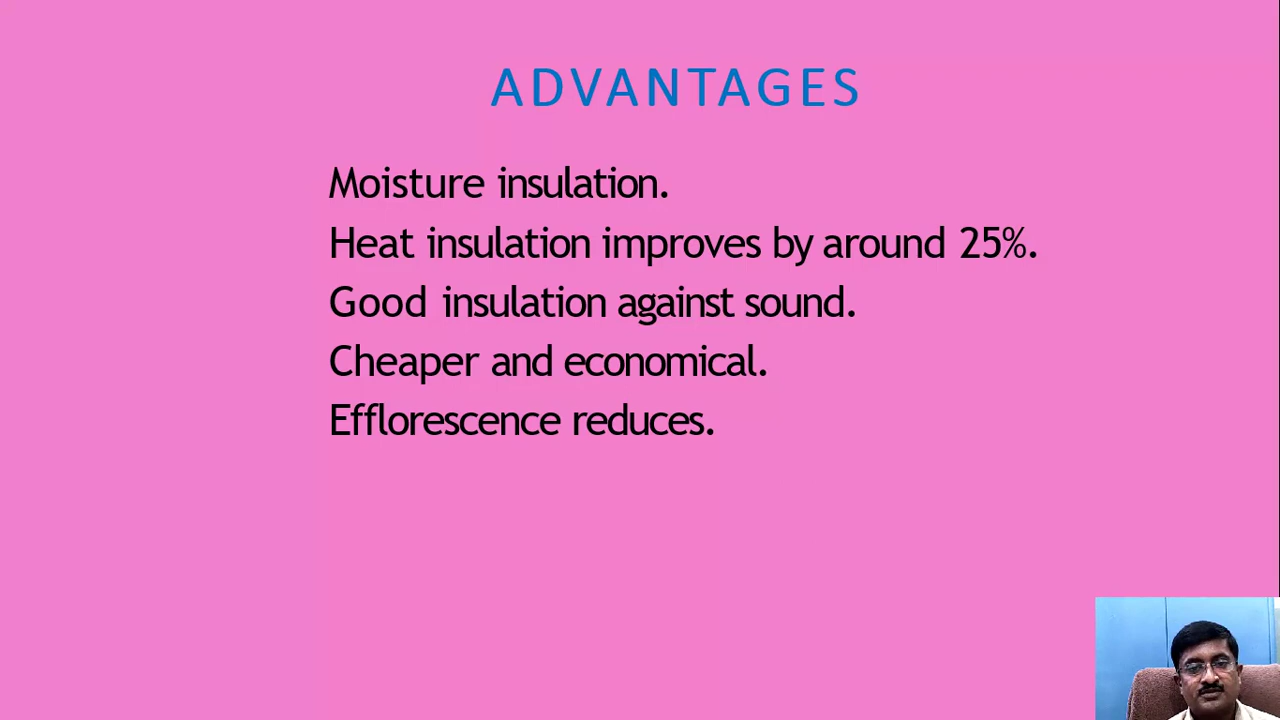 ADVANTAGES
Moisture insulation.
Heat insulation improves by around 25%.
Good insulation against sound.
Cheaper and economical.
Efflorescence reduces.